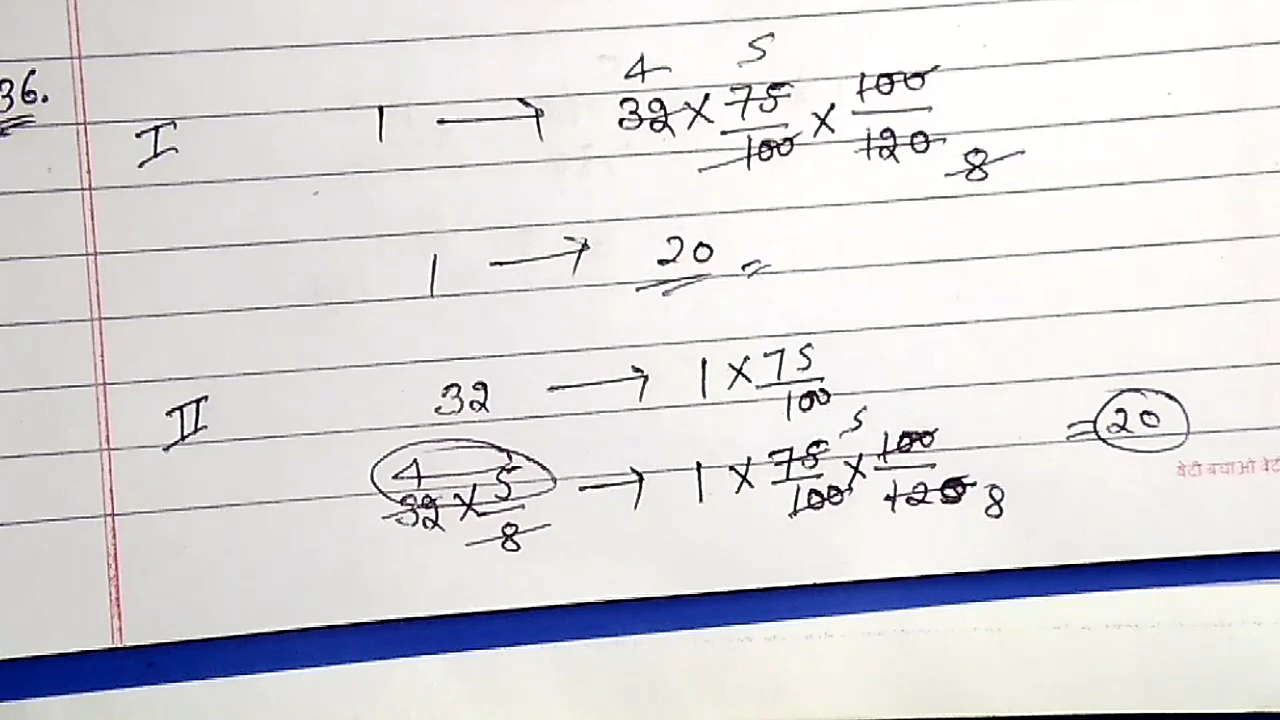 4 5
36. I 1 → 32 × 75/100 × 100/120 8
1 → 20 =
II 32 → 1 × 75/100
4 5 → 1 × 75/100 × 100/120 8 = 20
32 × 5/8
बेटी बचाओ बेटी